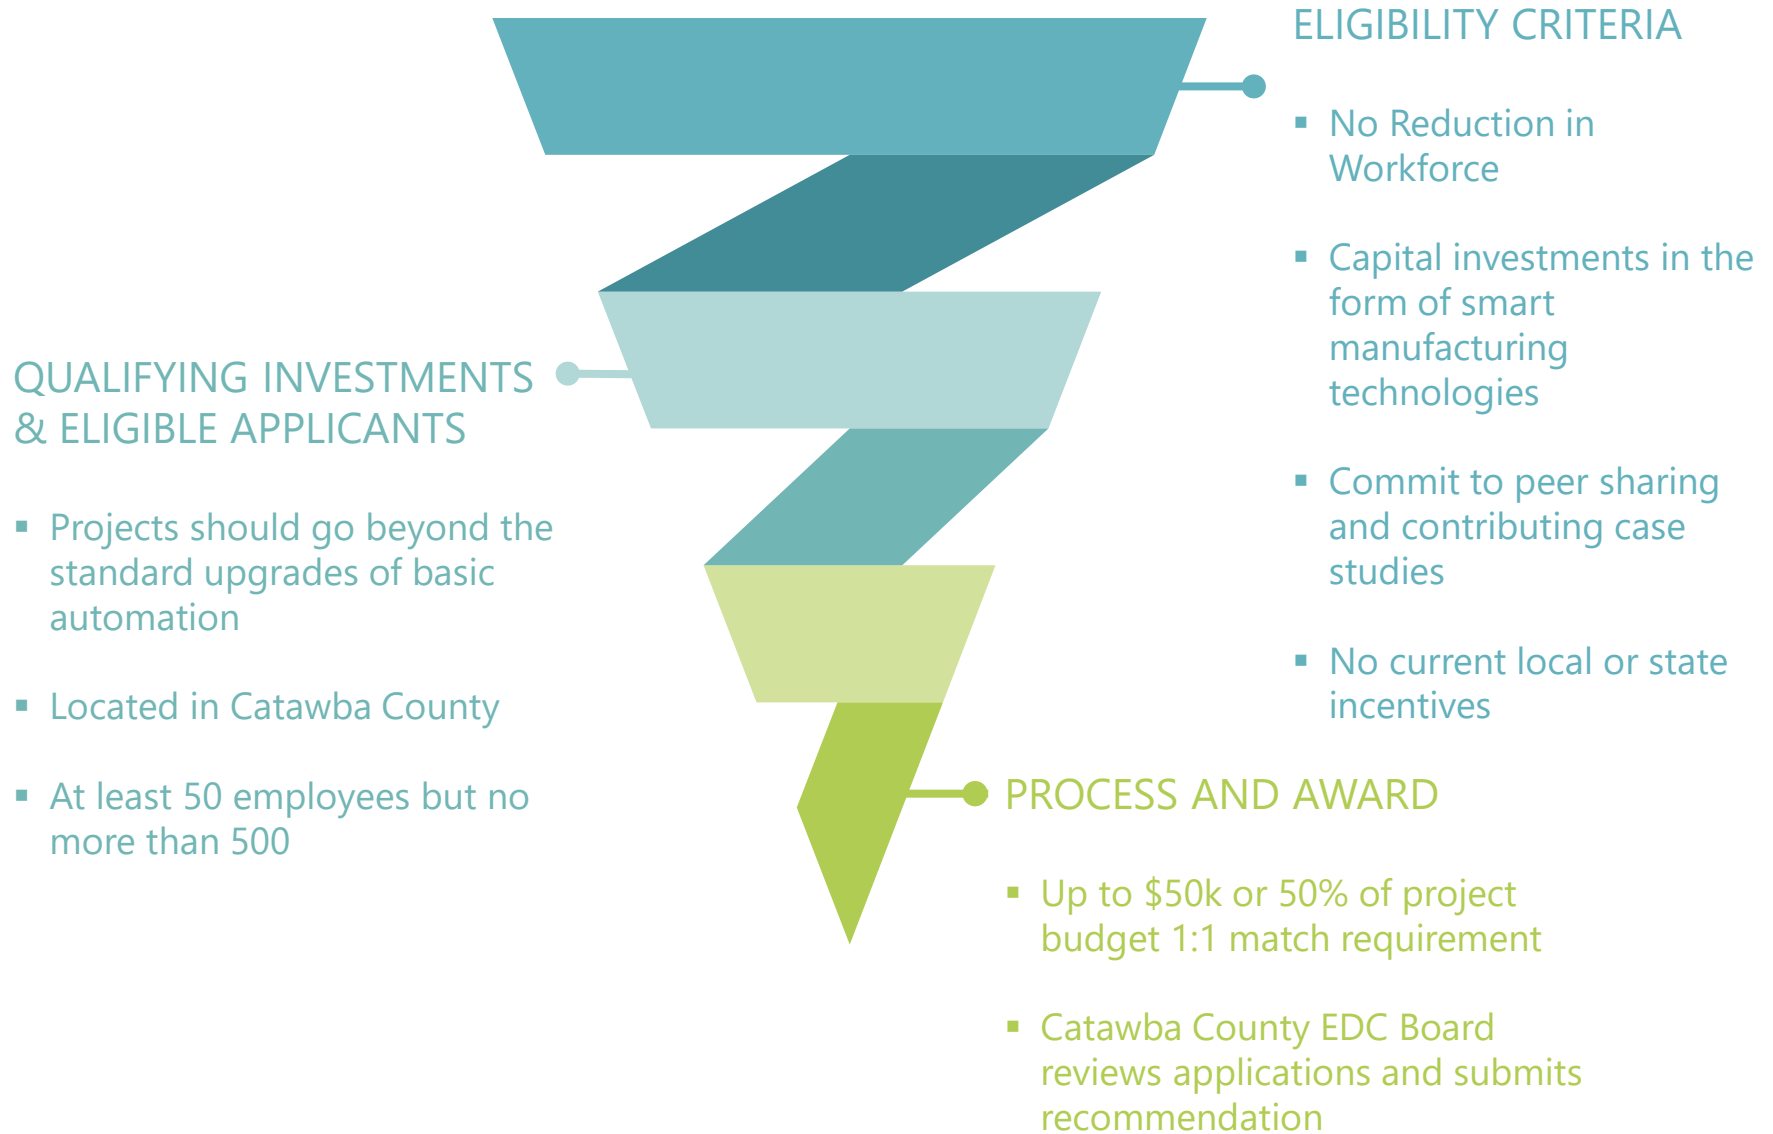 ELIGIBILITY CRITERIA
▪ No Reduction in
Workforce
▪ Capital investments in the
form of smart
manufacturing
technologies
▪ Commit to peer sharing
and contributing case
studies
▪ No current local or state
incentives
QUALIFYING INVESTMENTS
& ELIGIBLE APPLICANTS
▪ Projects should go beyond the
standard upgrades of basic
automation
▪ Located in Catawba County
▪ At least 50 employees but no
more than 500
PROCESS AND AWARD
▪ Up to $50k or 50% of project
budget 1:1 match requirement
▪ Catawba County EDC Board
reviews applications and submits
recommendation